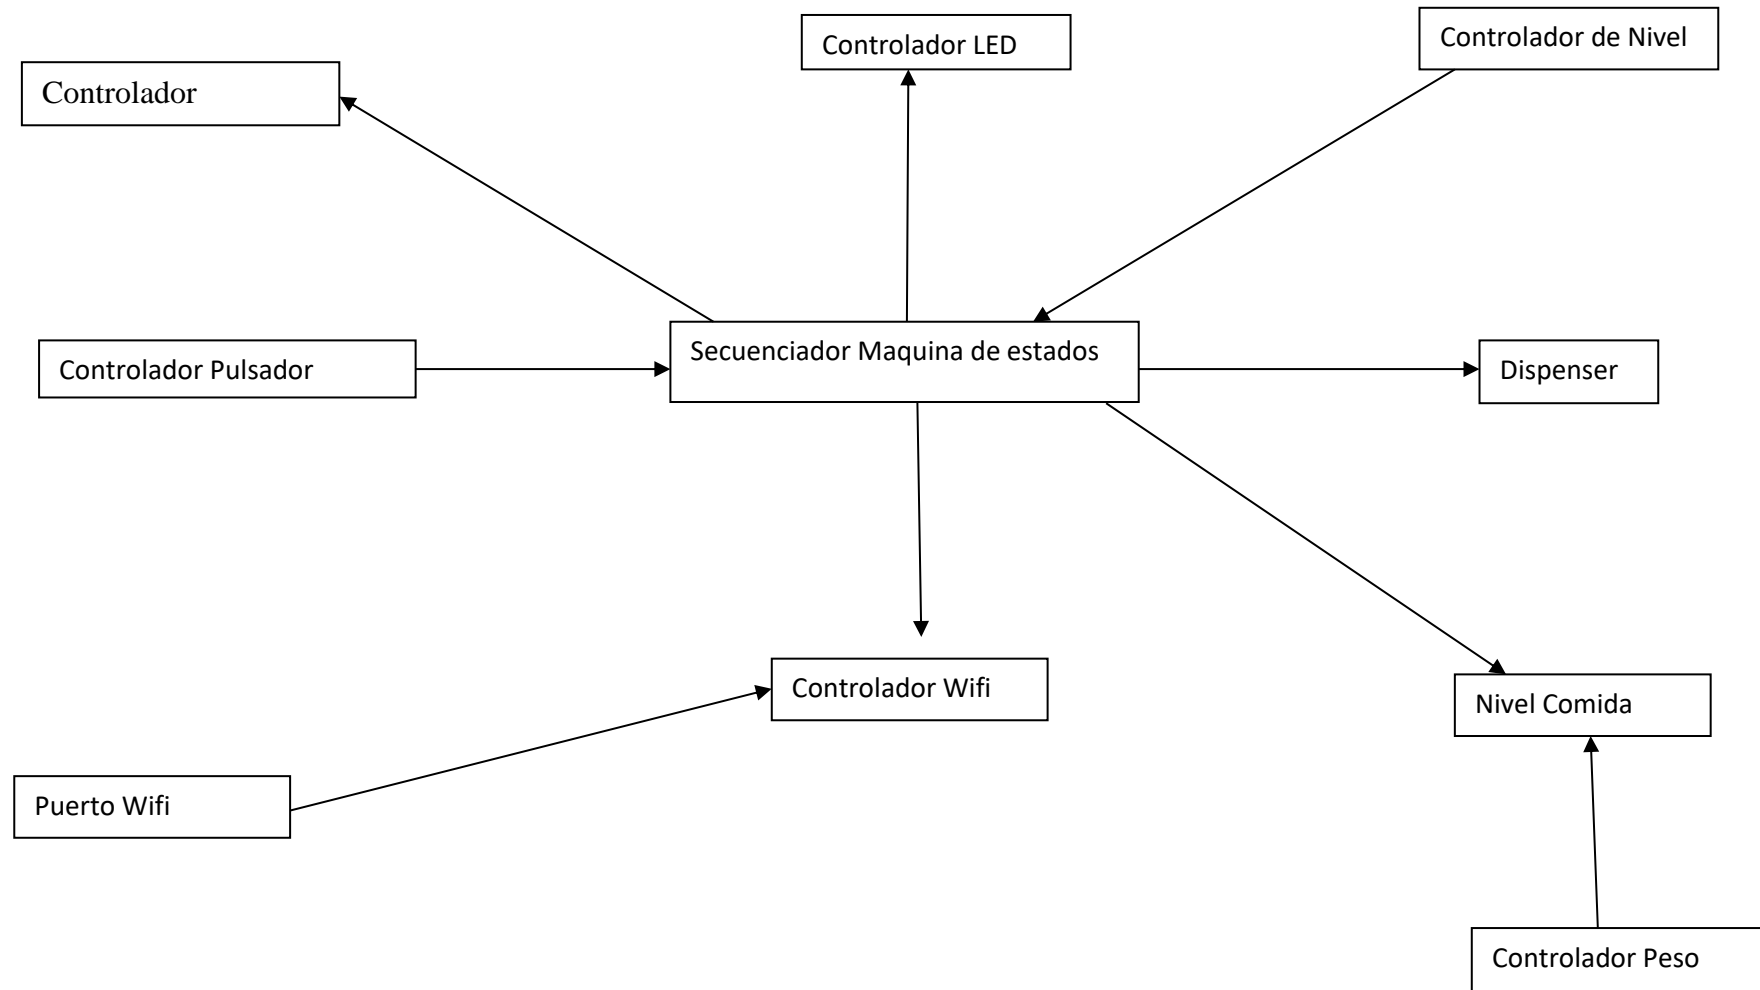 Controlador LED
Controlador de Nivel
Controlador
Secuenciador Maquina de estados
Controlador Pulsador
Dispenser
Controlador Wifi
Nivel Comida
Puerto Wifi
Controlador Peso